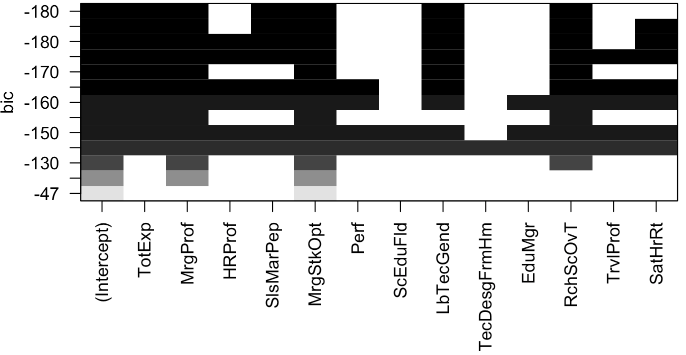 -180
-180
-170
-160
-150
-130
-47
bic
(Intercept)
TotExp
MrgProf
HRProf
SlsMarPep
MrgStkOpt
Perf
ScEduFld
LbTecGend
TecDesgFrmHm
EduMgr
RchScOvT
TrvlProf
SatHrRt